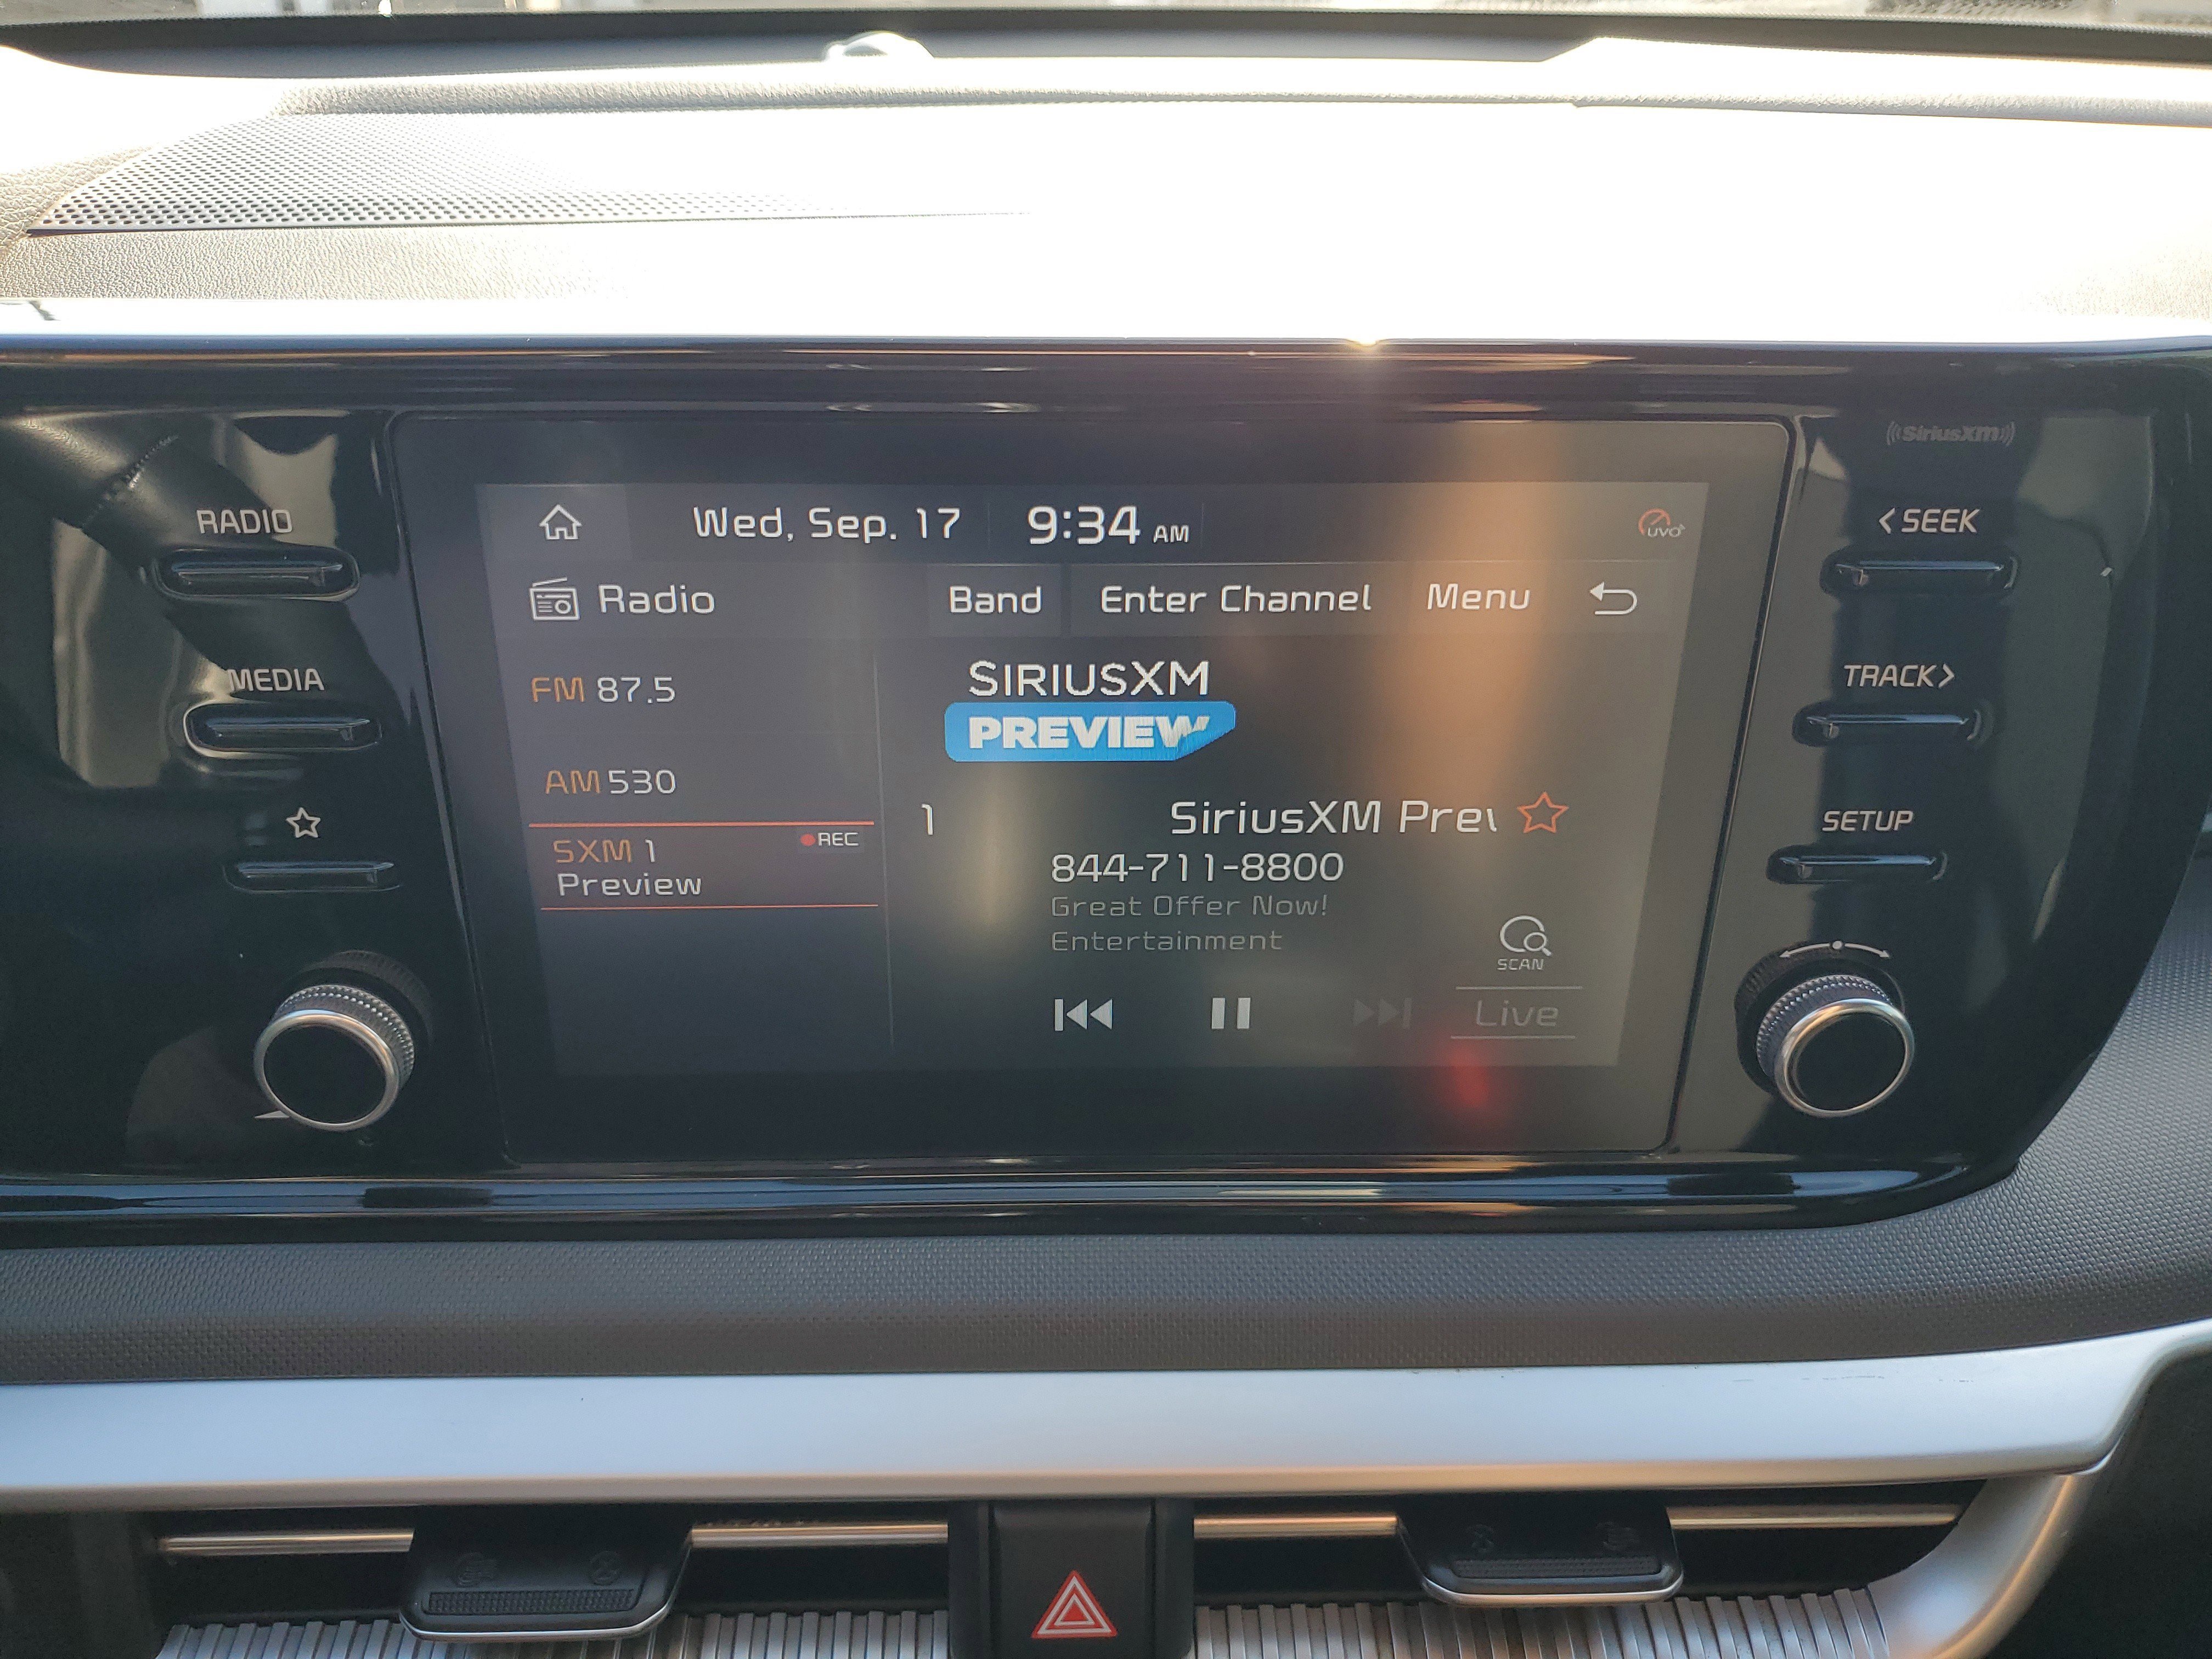 SiriusXM
RADIO
MEDIA
Wed, Sep. 17 9:34 AM
UVO
Radio Band Enter Channel Menu
FM 87.5
AM 530
SXM 1 REC
Preview
SIRIUSXM
PREVIEW
1 SiriusXM Prev
844-711-8800
Great Offer Now!
Entertainment
SCAN
Live
< SEEK
TRACK >
SETUP